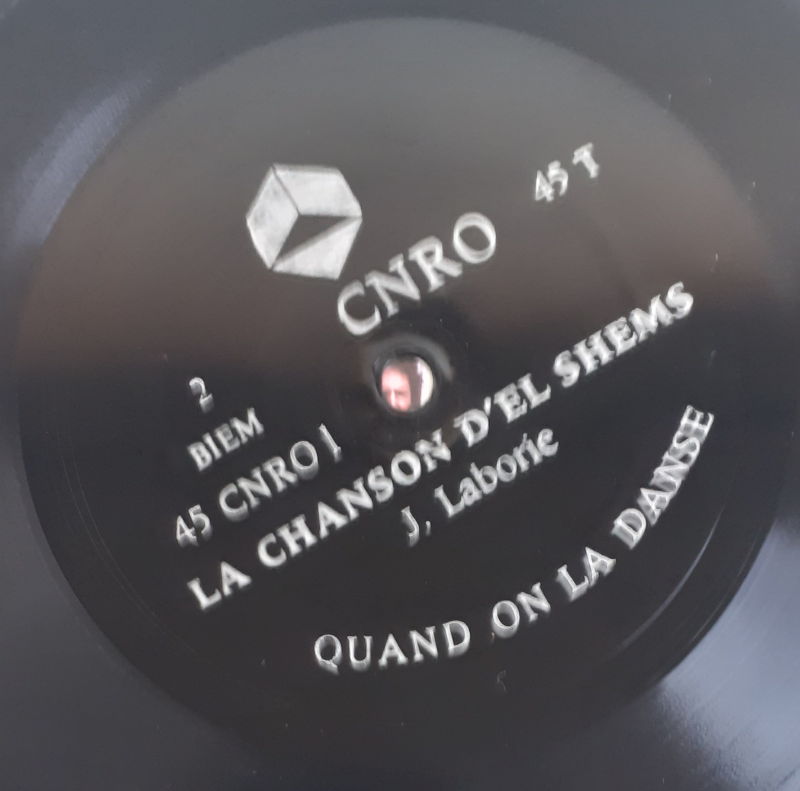 45 T
CNRO
2
BIEM
45 CNRO 1
LA CHANSON D'EL SHEMS
J. Laborie
QUAND ON LA DANSE